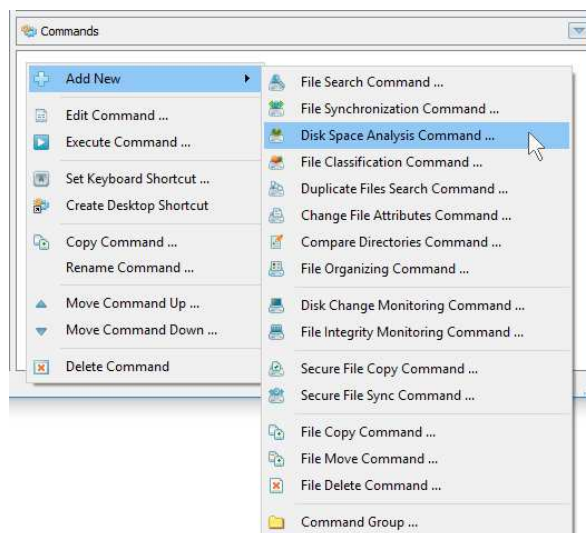 Commands
Add New
Edit Command ...
Execute Command ...
Set Keyboard Shortcut ...
Create Desktop Shortcut
Copy Command ...
Rename Command ...
Move Command Up ...
Move Command Down ...
Delete Command
File Search Command ...
File Synchronization Command ...
Disk Space Analysis Command ...
File Classification Command ...
Duplicate Files Search Command ...
Change File Attributes Command ...
Compare Directories Command ...
File Organizing Command ...
Disk Change Monitoring Command ...
File Integrity Monitoring Command ...
Secure File Copy Command ...
Secure File Sync Command ...
File Copy Command ...
File Move Command ...
File Delete Command ...
Command Group ...